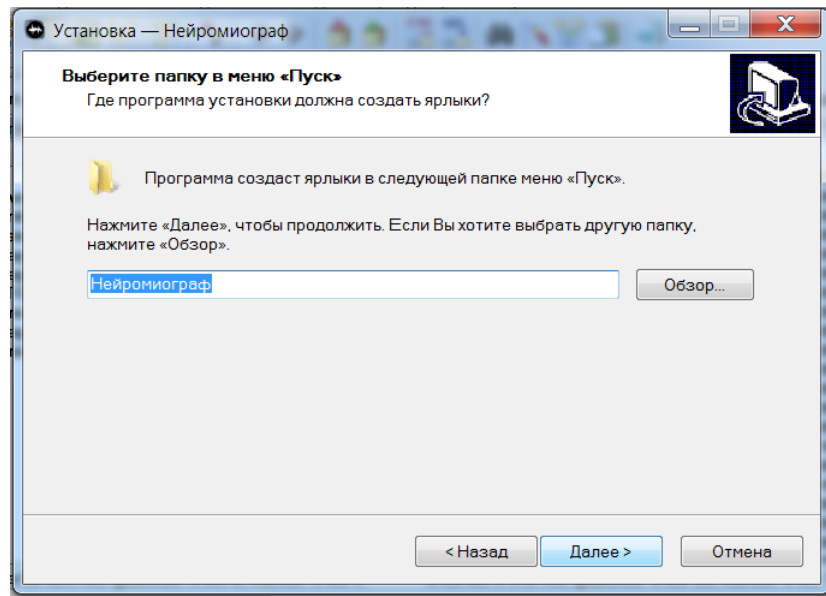 Установка — Нейромиограф
Выберите папку в меню «Пуск»
Где программа установки должна создать ярлыки?
Программа создаст ярлыки в следующей папке меню «Пуск».
Нажмите «Далее», чтобы продолжить. Если Вы хотите выбрать другую папку,
нажмите «Обзор».
Нейромиограф
Обзор...
< Назад
Далее >
Отмена